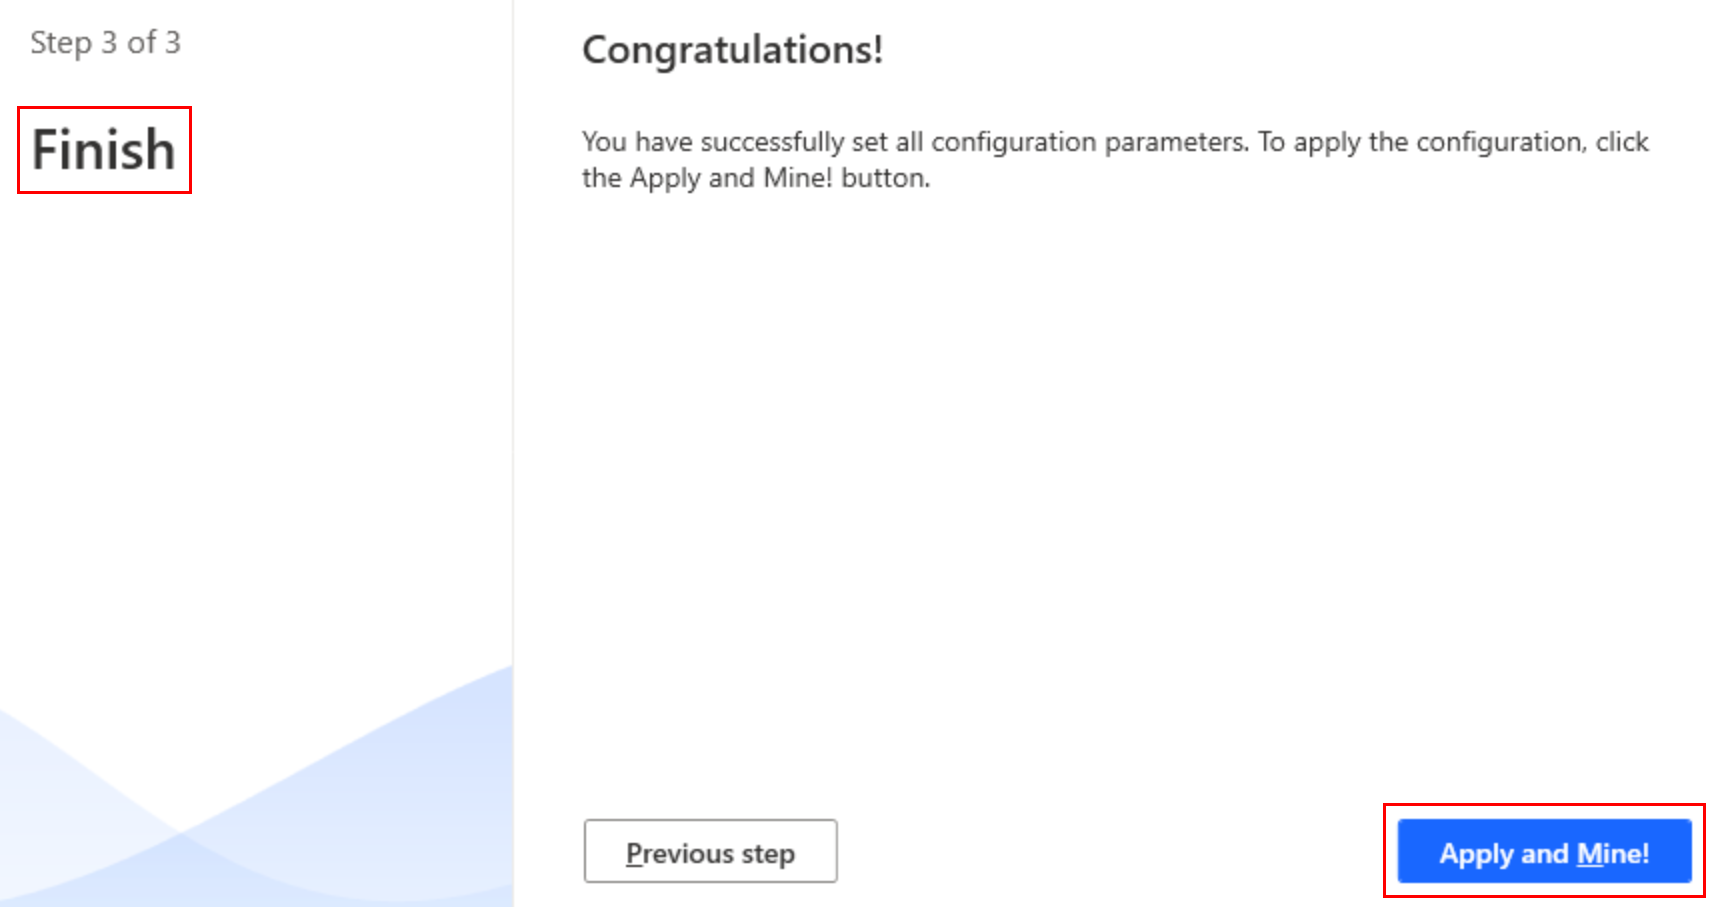 Step 3 of 3
Finish
Congratulations!
You have successfully set all configuration parameters. To apply the configuration, click
the Apply and Mine! button.
Previous step
Apply and Mine!